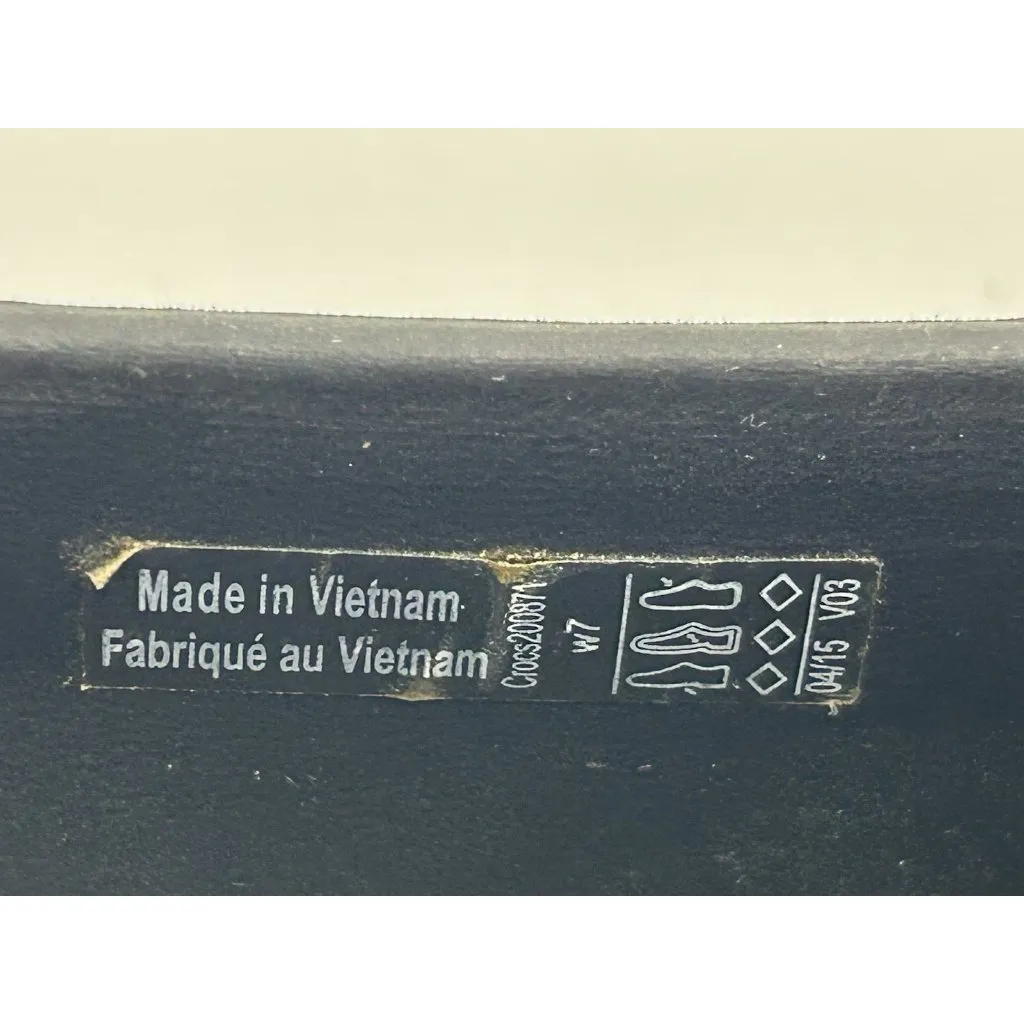 Made in Vietnam
Fabriqué au Vietnam
Crocs200871
w7
04/15 V03